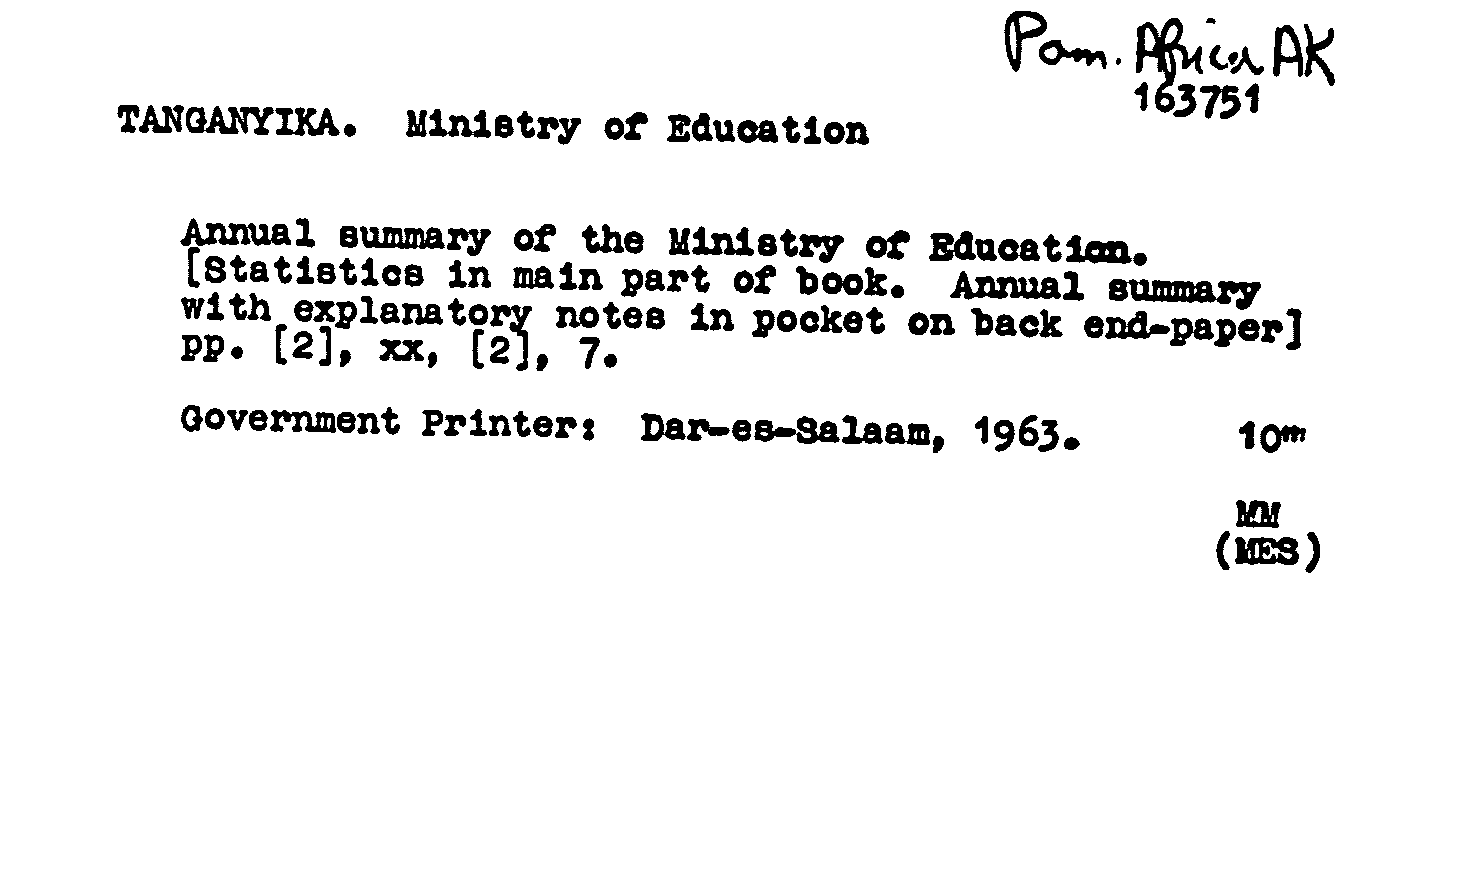 Pam. Africa AK
163751
TANGANYIKA. Ministry of Education
Annual summary of the Ministry of Education.
[Statistics in main part of book. Annual summary
with explanatory notes in pocket on back end-paper]
pp. [2], xx, [2], 7.
Government Printer: Dar-es-Salaam, 1963. 10"'
MM
(MES)